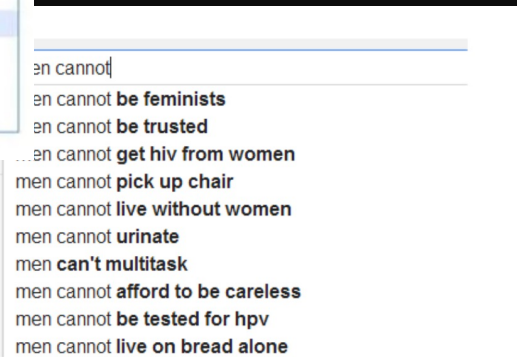 en cannot
en cannot be feminists
en cannot be trusted
en cannot get hiv from women
men cannot pick up chair
men cannot live without women
men cannot urinate
men can't multitask
men cannot afford to be careless
men cannot be tested for hpv
men cannot live on bread alone